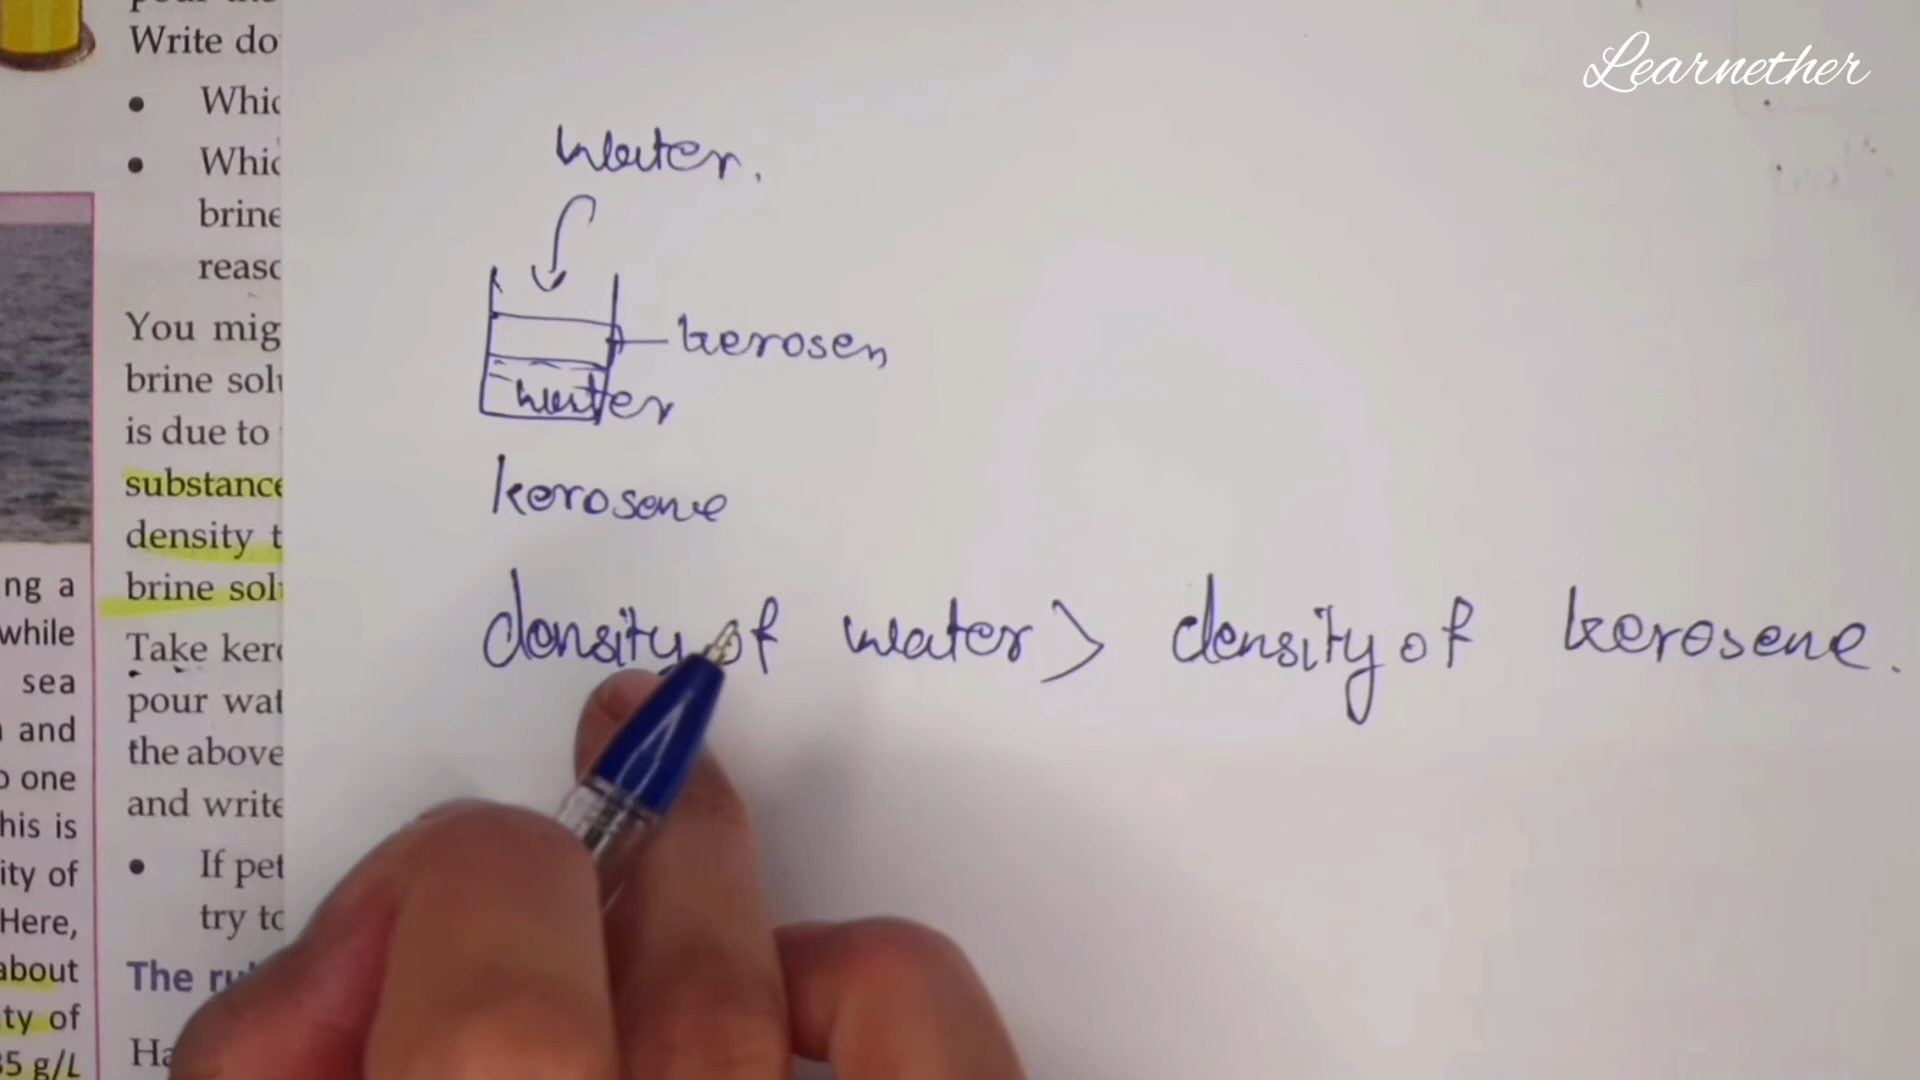 Learnether
Write do
Whic
Whic
brine
reaso
You mig
brine sol
is due to
substance
density t
brine sol
Take ker
pour wat
the above
and write
If pet
try to
The ru
Ha
ng a
while
sea
and
one
his is
ity of
Here,
about
ty of
35 g/L
water.
kerosen
water
kerosene
density of water > density of kerosene.